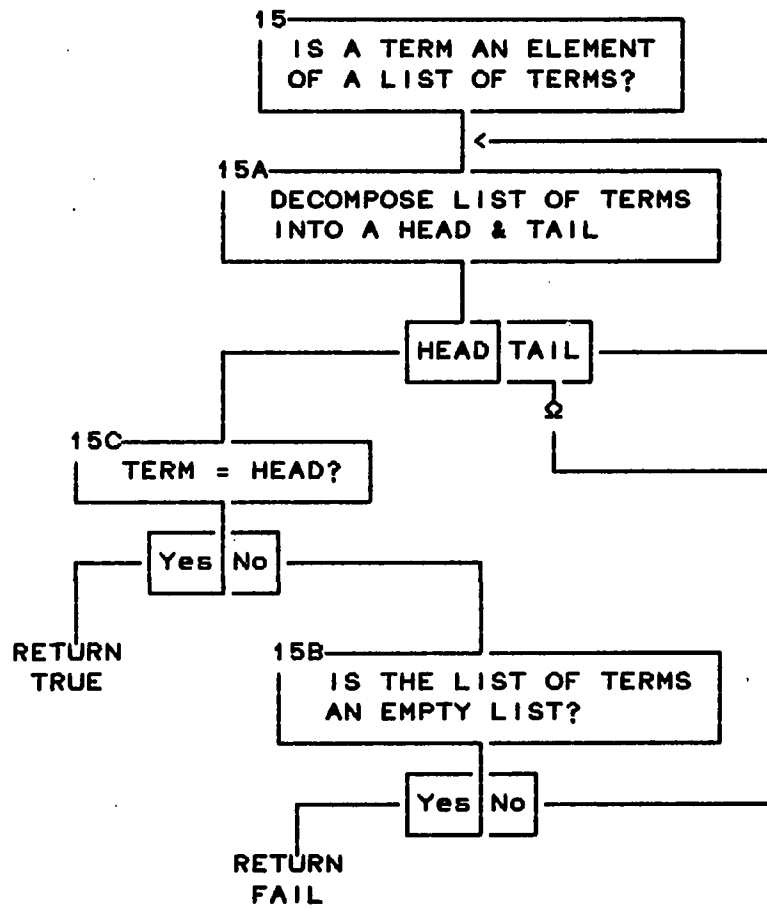 15
IS A TERM AN ELEMENT
OF A LIST OF TERMS?
<
15A
DECOMPOSE LIST OF TERMS
INTO A HEAD & TAIL
HEAD TAIL
Ω
15C
TERM = HEAD?
Yes No
RETURN
TRUE
15B
IS THE LIST OF TERMS
AN EMPTY LIST?
Yes No
RETURN
FAIL